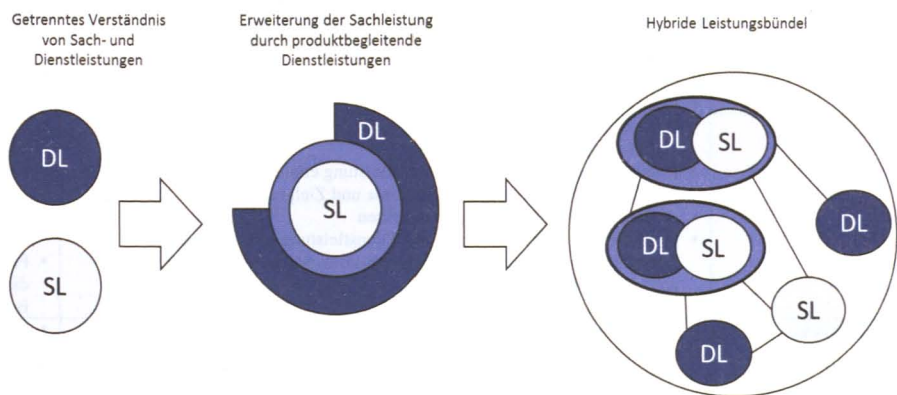 Getrenntes Verständnis
von Sach- und
Dienstleistungen
Erweiterung der Sachleistung
durch produktbegleitende
Dienstleistungen
Hybride Leistungsbündel
DL
SL
DL
SL
DL
SL
DL
DL
SL
SL
DL